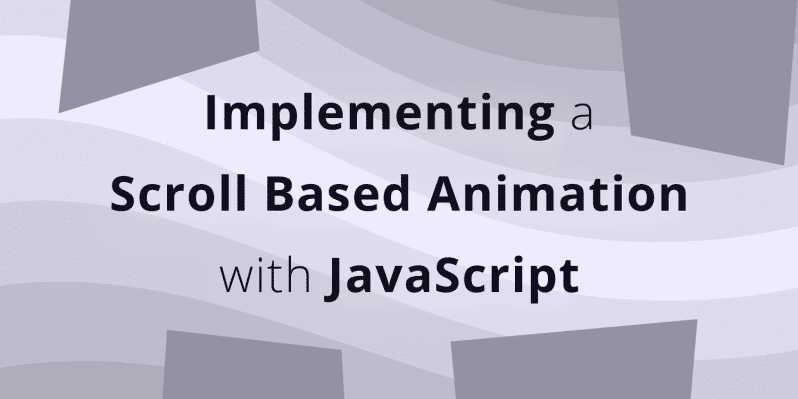 Implementing a
Scroll Based Animation
with JavaScript